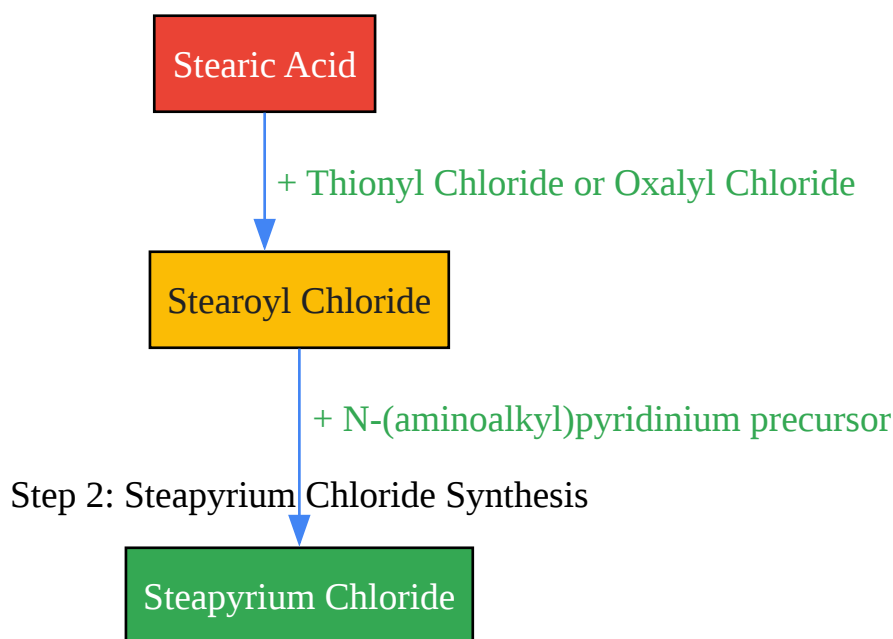 Stearic Acid
+ Thionyl Chloride or Oxalyl Chloride
Stearoyl Chloride
+ N-(aminoalkyl)pyridinium precursor
Step 2: Steapyrium Chloride Synthesis
Steapyrium Chloride